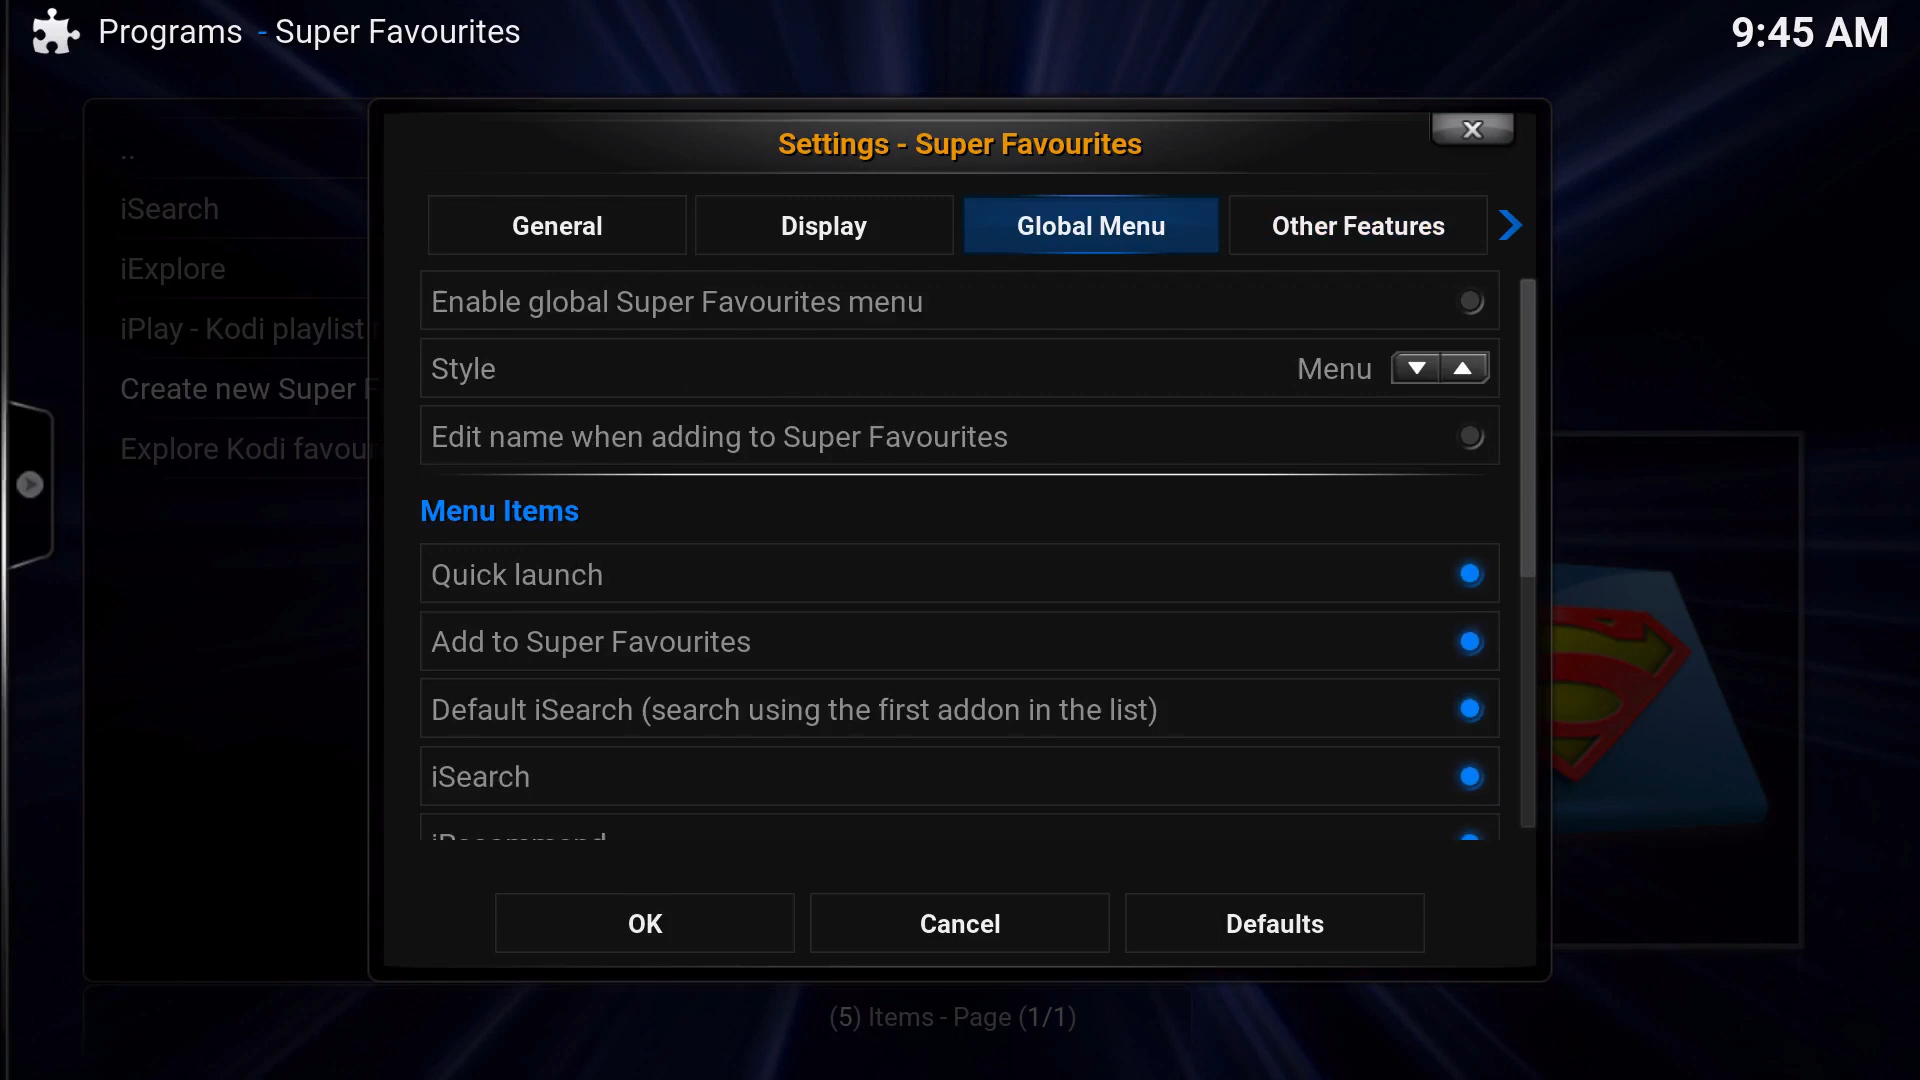 Programs - Super Favourites
9:45 AM
..
iSearch
iExplore
iPlay - Kodi playlist
Create new Super F
Explore Kodi favour
Settings - Super Favourites
X
General
Display
Global Menu
Other Features
Enable global Super Favourites menu
Style
Menu
Edit name when adding to Super Favourites
Menu Items
Quick launch
Add to Super Favourites
Default iSearch (search using the first addon in the list)
iSearch
OK
Cancel
Defaults
(5) Items - Page (1/1)